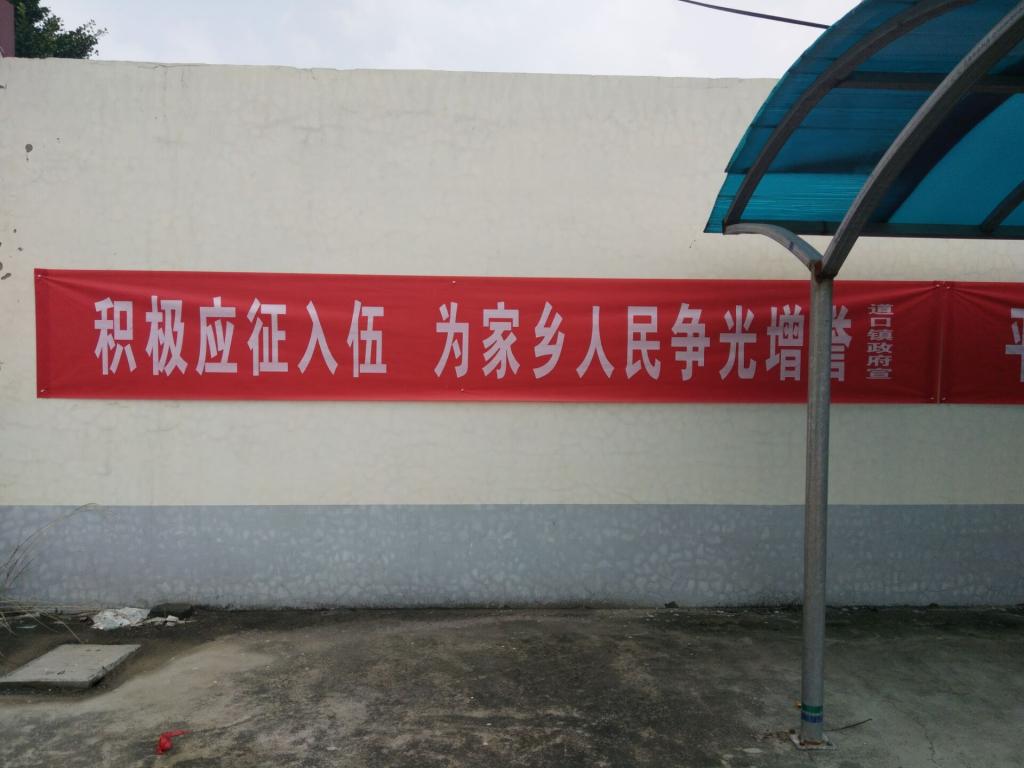 积极应征入伍 为家乡人民争光增誉
道口镇政府宣
平